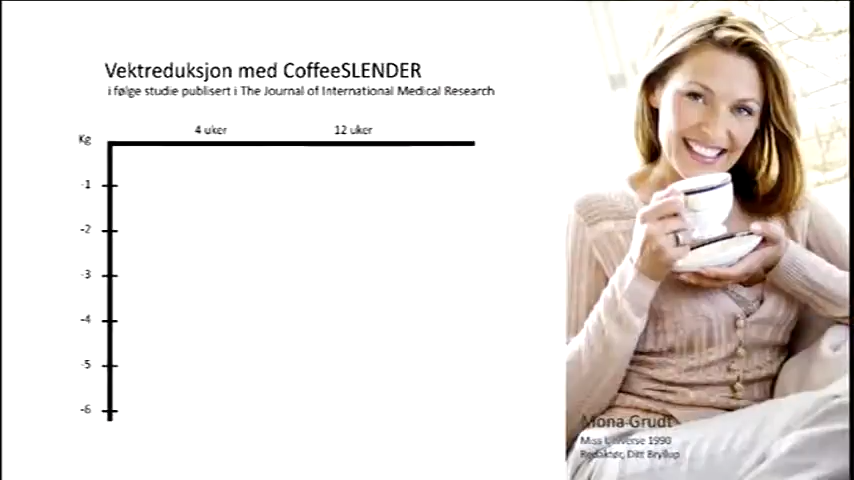 Vektreduksjon med CoffeeSLENDER
i følge studie publisert i The Journal of International Medical Research
Kg
4 uker
12 uker
-1
-2
-3
-4
-5
-6
Mona Grudt
Miss Universe 1990
Redaktør, Ditt Bryllup